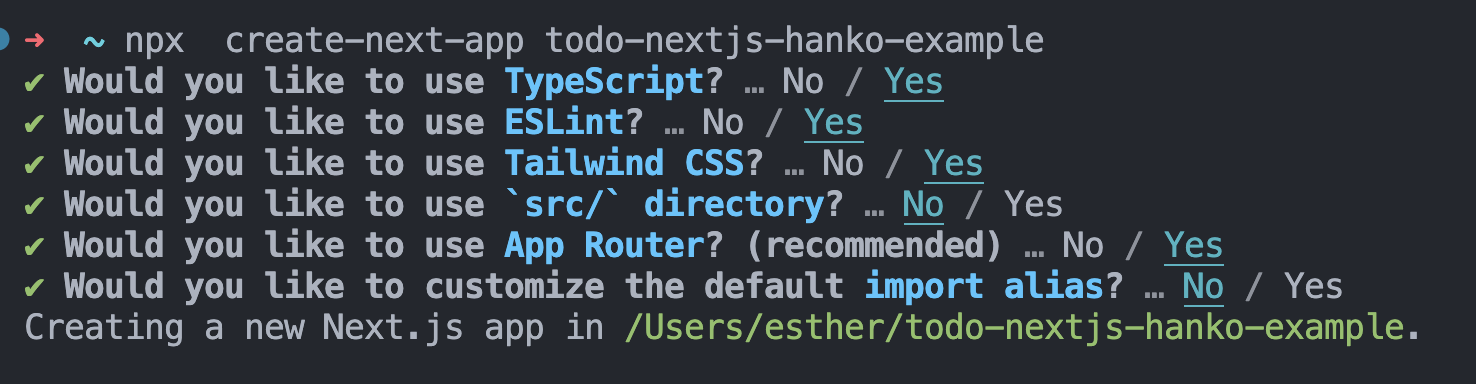 ➜ ~ npx  create-next-app todo-nextjs-hanko-example
✔ Would you like to use TypeScript? … No / Yes
✔ Would you like to use ESLint? … No / Yes
✔ Would you like to use Tailwind CSS? … No / Yes
✔ Would you like to use `src/` directory? … No / Yes
✔ Would you like to use App Router? (recommended) … No / Yes
✔ Would you like to customize the default import alias? … No / Yes
Creating a new Next.js app in /Users/esther/todo-nextjs-hanko-example.